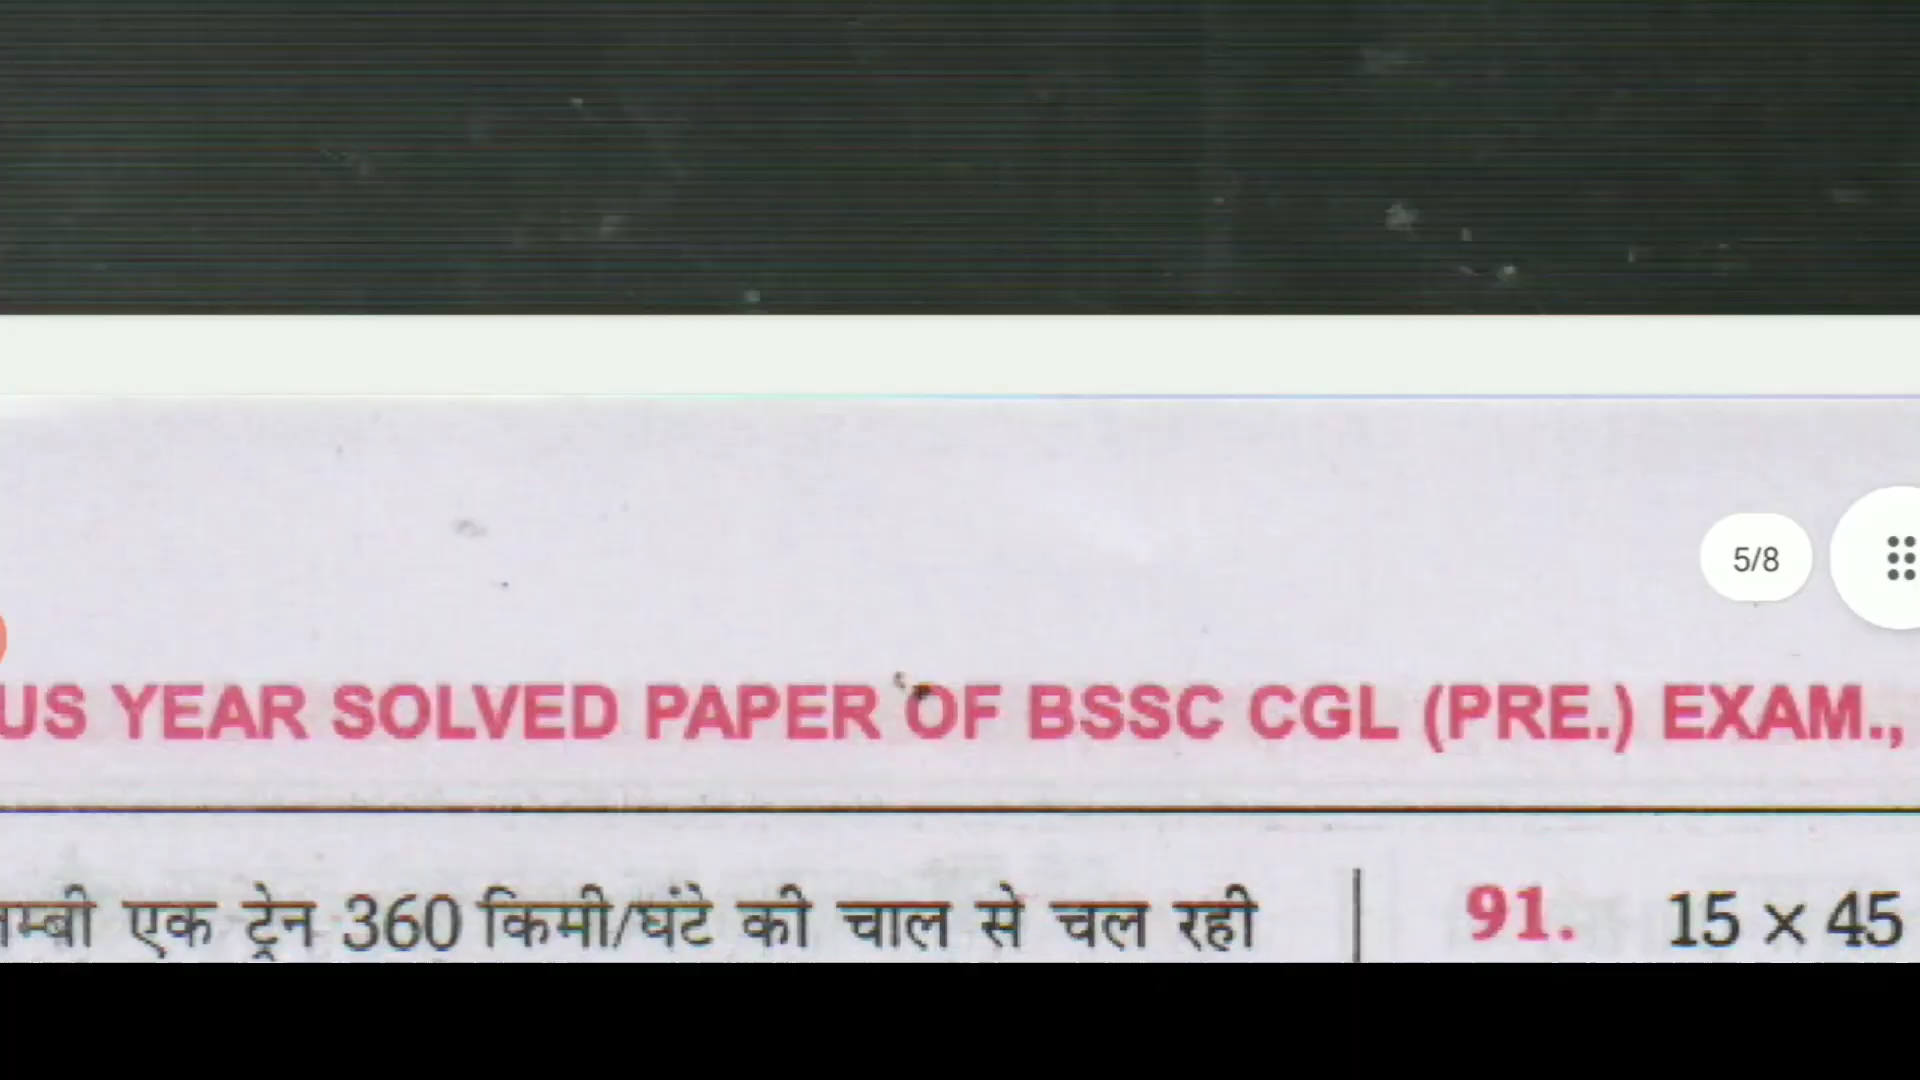 5/8
US YEAR SOLVED PAPER OF BSSC CGL (PRE.) EXAM.,
एक ट्रेन 360 किमी/घंटे की चाल से चल रही
91. 15 × 45